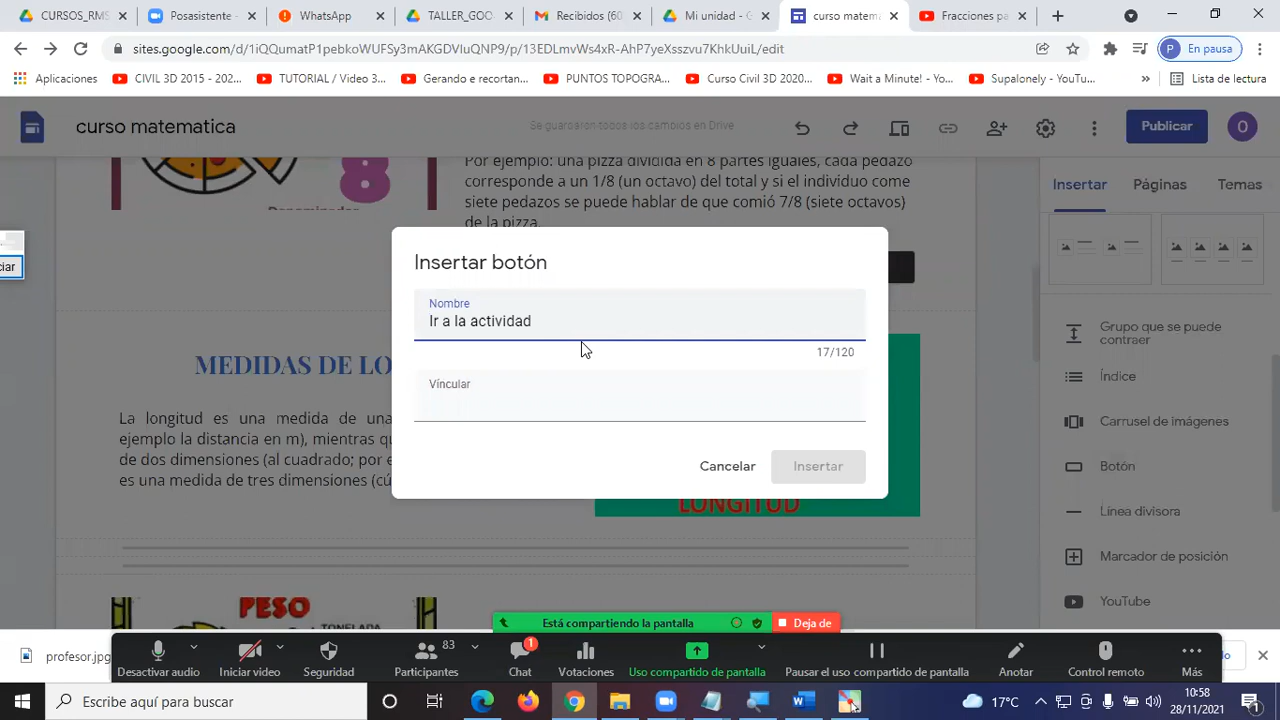 CURSOS_RMS
Posasistente
WhatsApp
TALLER_GOO
Recibidos (60
Mi unidad - G
curso matema
Fracciones pa
sites.google.com/d/1iQQumatP1pebkoWUFSy3mAKGDVIuQNP9/p/13EDLmvWs4xR-AhP7yeXsszvu7KhkUuiL/edit
P En pausa
Aplicaciones
CIVIL 3D 2015 - 202...
TUTORIAL / Video 3...
Gerando e recortan...
PUNTOS TOPOGRA...
Curso Civil 3D 2020...
Wait a Minute! - Yo...
Supalonely - YouTu...
»
Lista de lectura
curso matematica
Se guardaron todos los cambios en Drive
Publicar
O
8
Por ejemplo: una pizza dividida en 8 partes iguales, cada pedazo
corresponde a un 1/8 (un octavo) del total y si el individuo come
siete pedazos se puede hablar de que comió 7/8 (siete octavos)
de la pizza.
Insertar
Páginas
Temas
ciar
Insertar botón
Nombre
Ir a la actividad
17/120
Víncular
Cancelar
Insertar
MEDIDAS DE LO
La longitud es una medida de una
ejemplo la distancia en m), mientras qu
de dos dimensiones (al cuadrado; por e
es una medida de tres dimensiones (cú
LONGITUD
Grupo que se puede
contraer
Índice
Carrusel de imágenes
Botón
Línea divisora
Marcador de posición
YouTube
PESO
TONELADA
Está compartiendo la pantalla
Deja de
profesor.jpg
Desactivar audio
Iniciar video
Seguridad
83
Participantes
1
Chat
Votaciones
Uso compartido de pantalla
Pausar el uso compartido de pantalla
Anotar
Control remoto
Más
Escribe aquí para buscar
17°C
10:58
28/11/2021
1